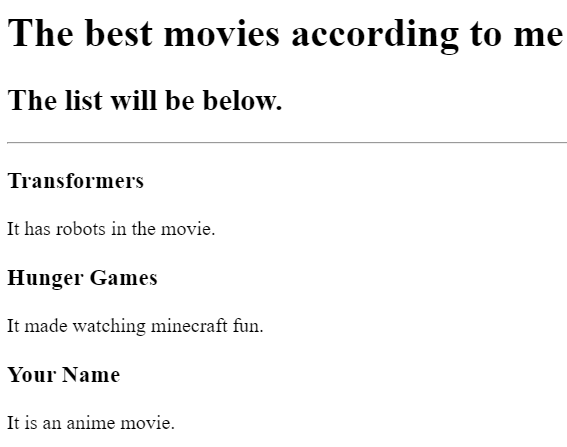 The best movies according to me
The list will be below.
Transformers
It has robots in the movie.
Hunger Games
It made watching minecraft fun.
Your Name
It is an anime movie.